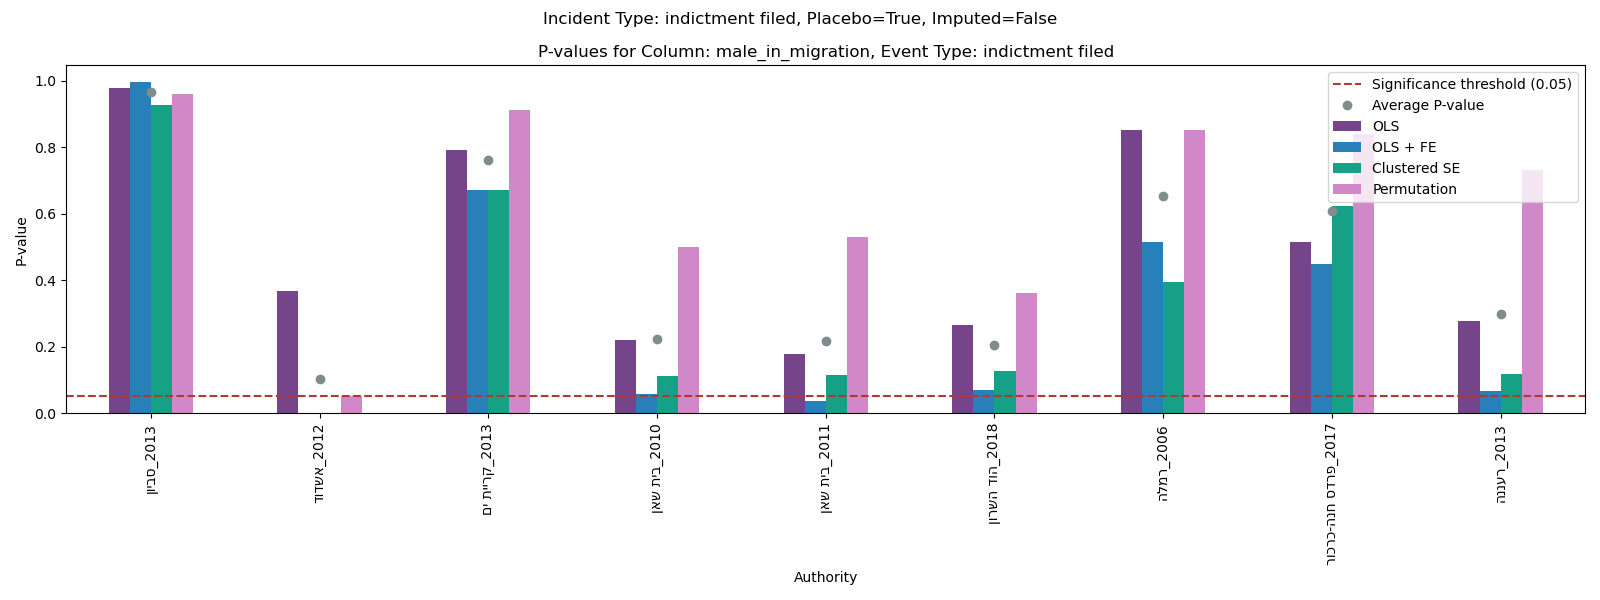 Incident Type: indictment filed, Placebo=True, Imputed=False
P-values for Column: male_in_migration, Event Type: indictment filed
Significance threshold (0.05)
Average P-value
OLS
OLS + FE
Clustered SE
Permutation
P-value
1.0
0.8
0.6
0.4
0.2
0.0
סביון_2013
אשדוד_2012
קריית ים_2013
בית שאן_2010
בית שאן_2011
הוד השרון_2018
רמלה_2006
פרדס חנה-כרכור_2017
רעננה_2013
Authority